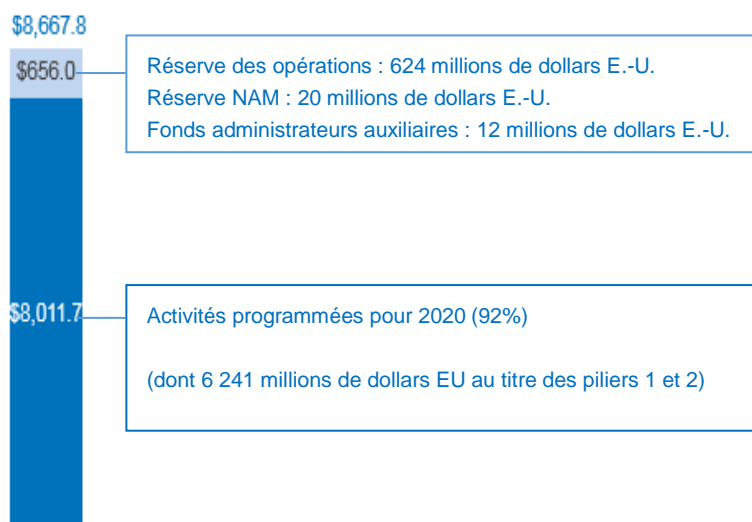 $8,667.8
$656.0
Réserve des opérations : 624 millions de dollars E.-U.
Réserve NAM : 20 millions de dollars E.-U.
Fonds administrateurs auxiliaires : 12 millions de dollars E.-U.
$8,011.7
Activités programmées pour 2020 (92%)
(dont 6 241 millions de dollars EU au titre des piliers 1 et 2)